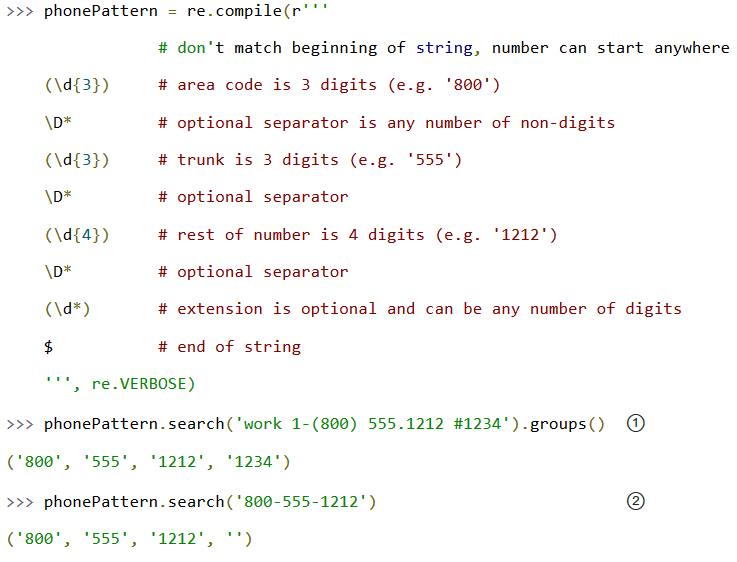 >>> phonePattern = re.compile(r'''
# don't match beginning of string, number can start anywhere
(\d{3}) # area code is 3 digits (e.g. '800')
\D* # optional separator is any number of non-digits
(\d{3}) # trunk is 3 digits (e.g. '555')
\D* # optional separator
(\d{4}) # rest of number is 4 digits (e.g. '1212')
\D* # optional separator
(\d*) # extension is optional and can be any number of digits
$ # end of string
''', re.VERBOSE)
>>> phonePattern.search('work 1-(800) 555.1212 #1234').groups() ①
('800', '555', '1212', '1234')
>>> phonePattern.search('800-555-1212') ②
('800', '555', '1212', '')